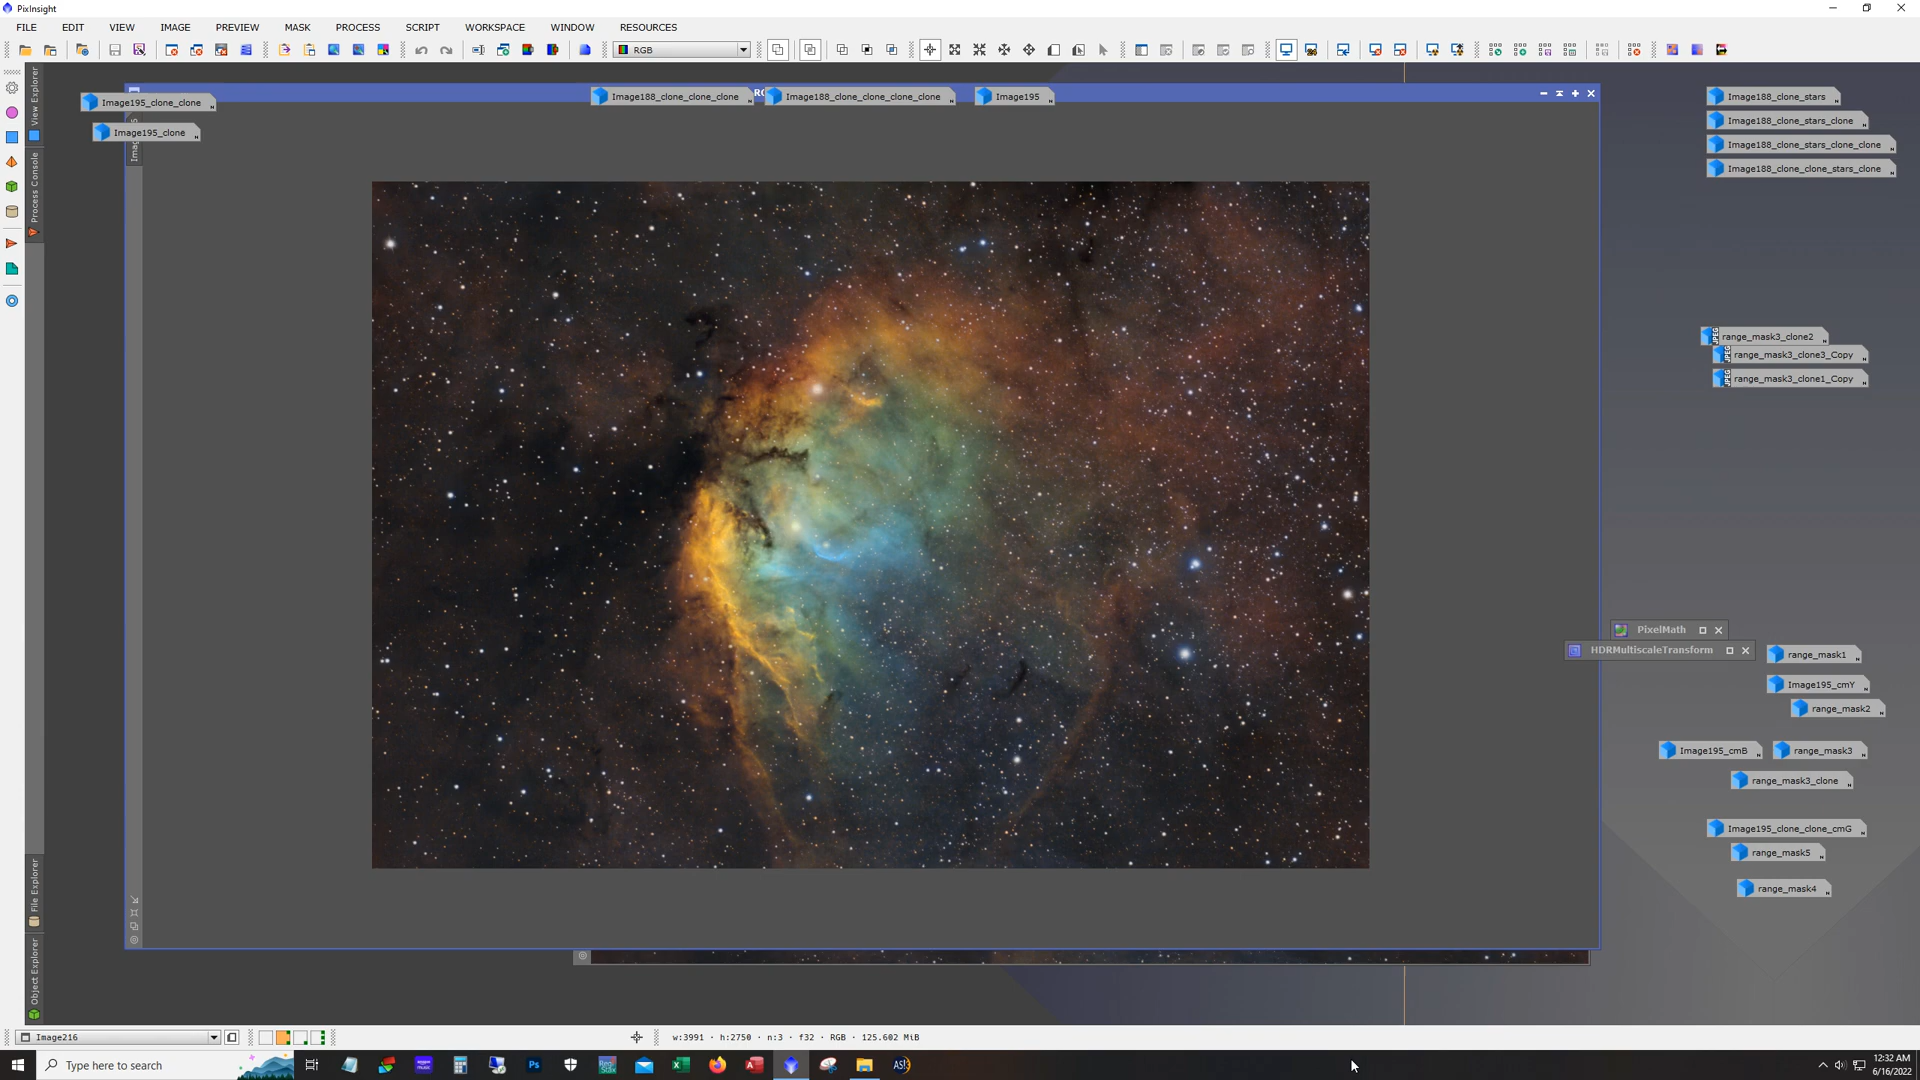 PixInsight
FILE EDIT VIEW IMAGE PREVIEW MASK PROCESS SCRIPT WORKSPACE WINDOW RESOURCES
RGB
View Explorer
Process Console
File Explorer
Object Explorer
Image195_clone_clone
Image195_clone
Image188_clone_clone_clone
Image188_clone_clone_clone_clone
Image195
Image188_clone_stars
Image188_clone_stars_clone
Image188_clone_stars_clone_clone
Image188_clone_clone_stars_clone
range_mask3_clone2
range_mask3_clone3_Copy
range_mask3_clone1_Copy
PixelMath
HDRMultiscaleTransform
range_mask1
Image195_cmY
range_mask2
Image195_cmB
range_mask3
range_mask3_clone
Image195_clone_clone_cmG
range_mask5
range_mask4
Image216
w:3991 · h:2750 · n:3 · f32 · RGB · 125.602 MiB
Type here to search
Ps
12:32 AM
6/16/2022